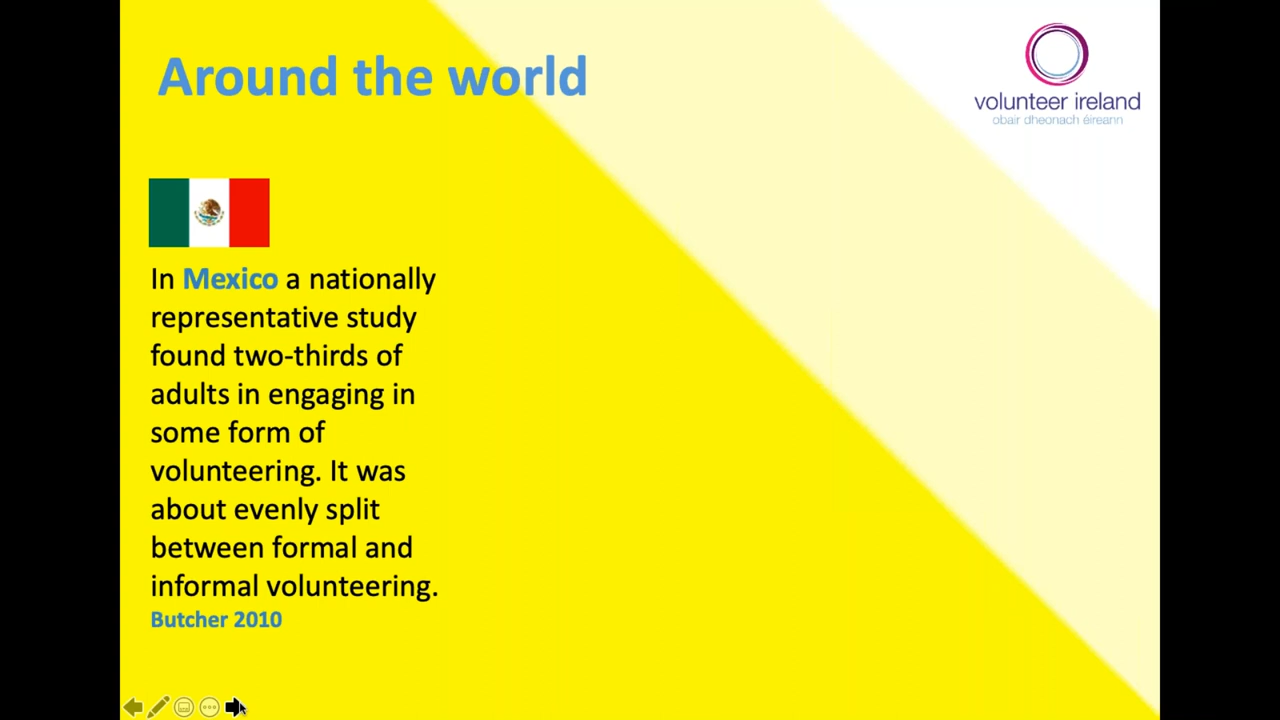 Around the world
volunteer ireland
obair dheonach éireann
In Mexico a nationally
representative study
found two-thirds of
adults in engaging in
some form of
volunteering. It was
about evenly split
between formal and
informal volunteering.
Butcher 2010